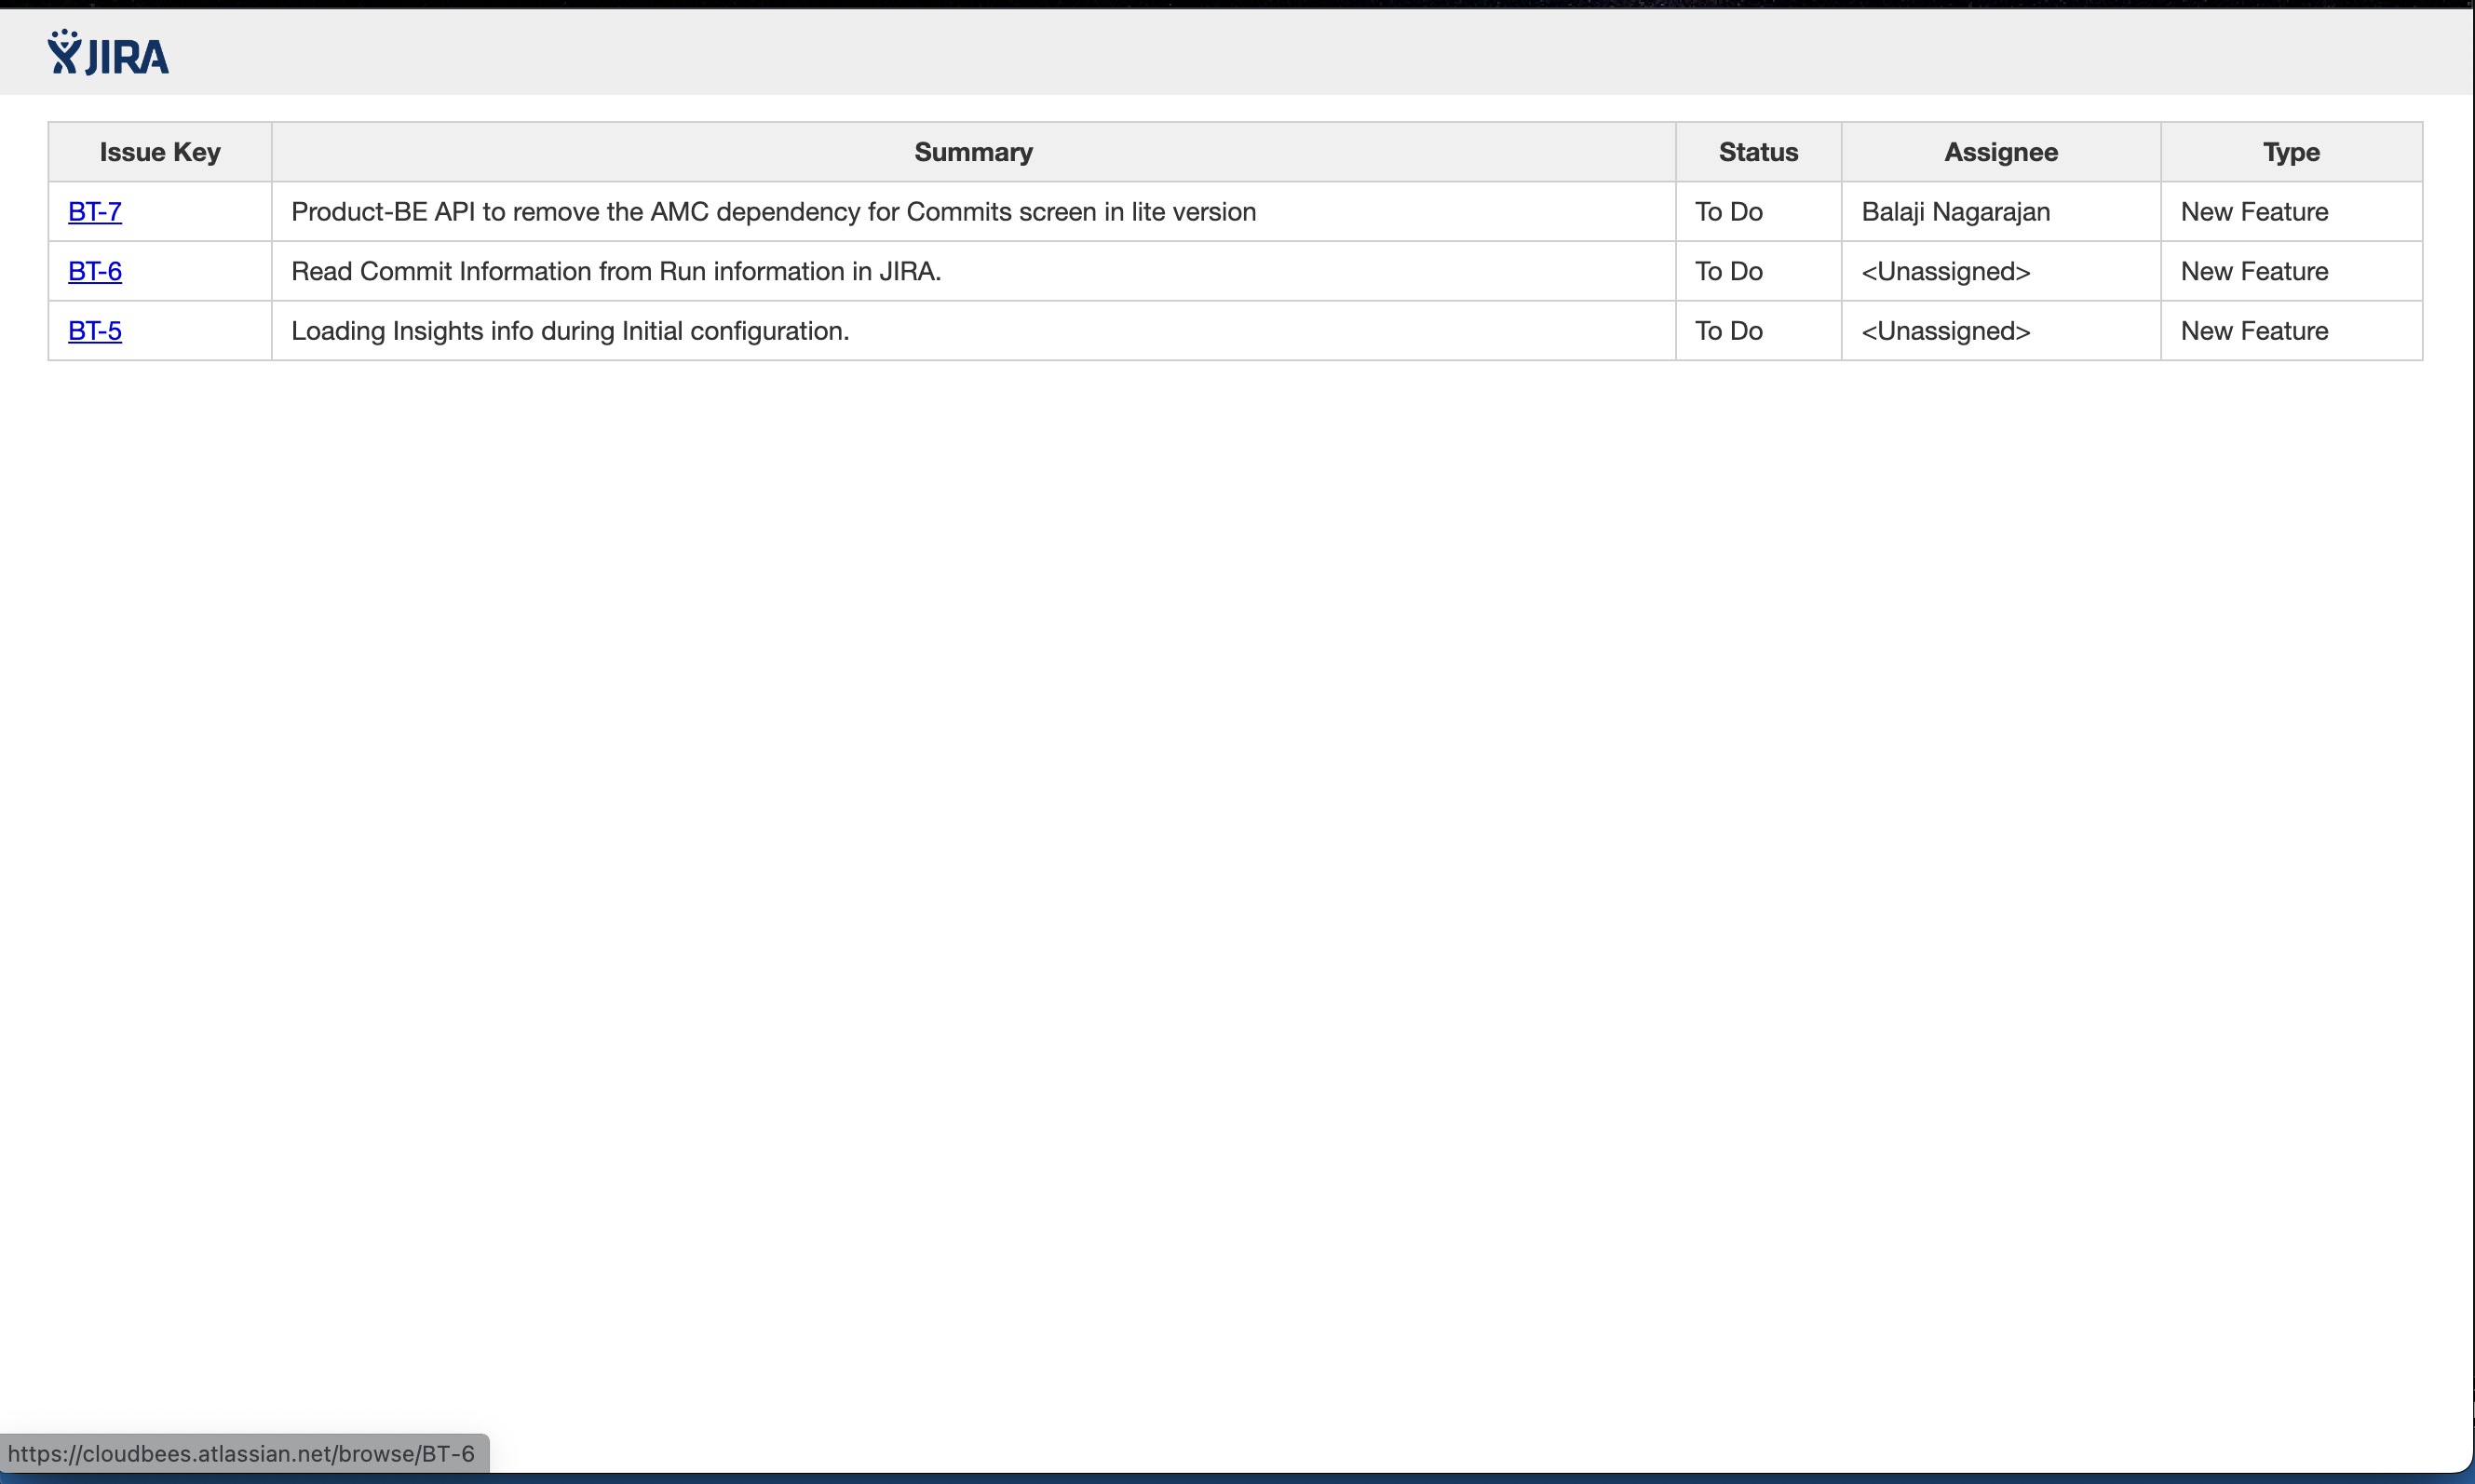 JIRA
Issue Key Summary Status Assignee Type
BT-7 Product-BE API to remove the AMC dependency for Commits screen in lite version To Do Balaji Nagarajan New Feature
BT-6 Read Commit Information from Run information in JIRA. To Do <Unassigned> New Feature
BT-5 Loading Insights info during Initial configuration. To Do <Unassigned> New Feature
https://cloudbees.atlassian.net/browse/BT-6